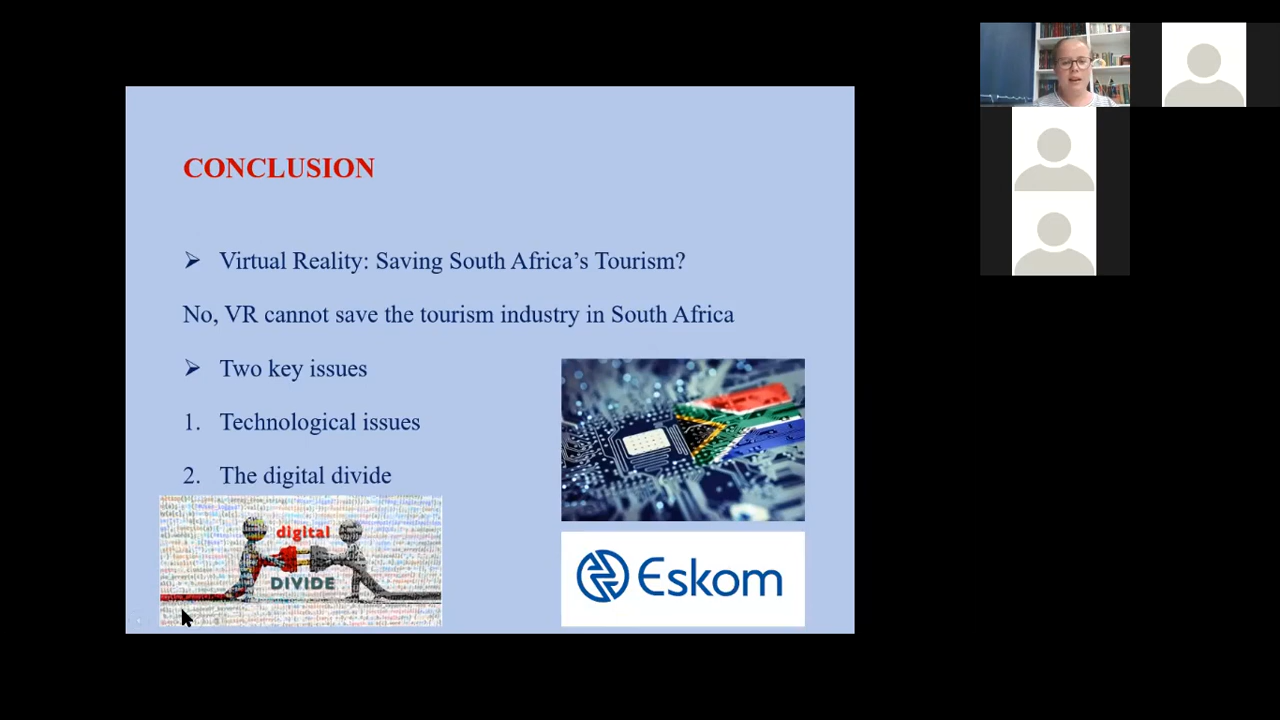 CONCLUSION
➢ Virtual Reality: Saving South Africa’s Tourism?
No, VR cannot save the tourism industry in South Africa
➢ Two key issues
1. Technological issues
2. The digital divide
digital
DIVIDE
Eskom